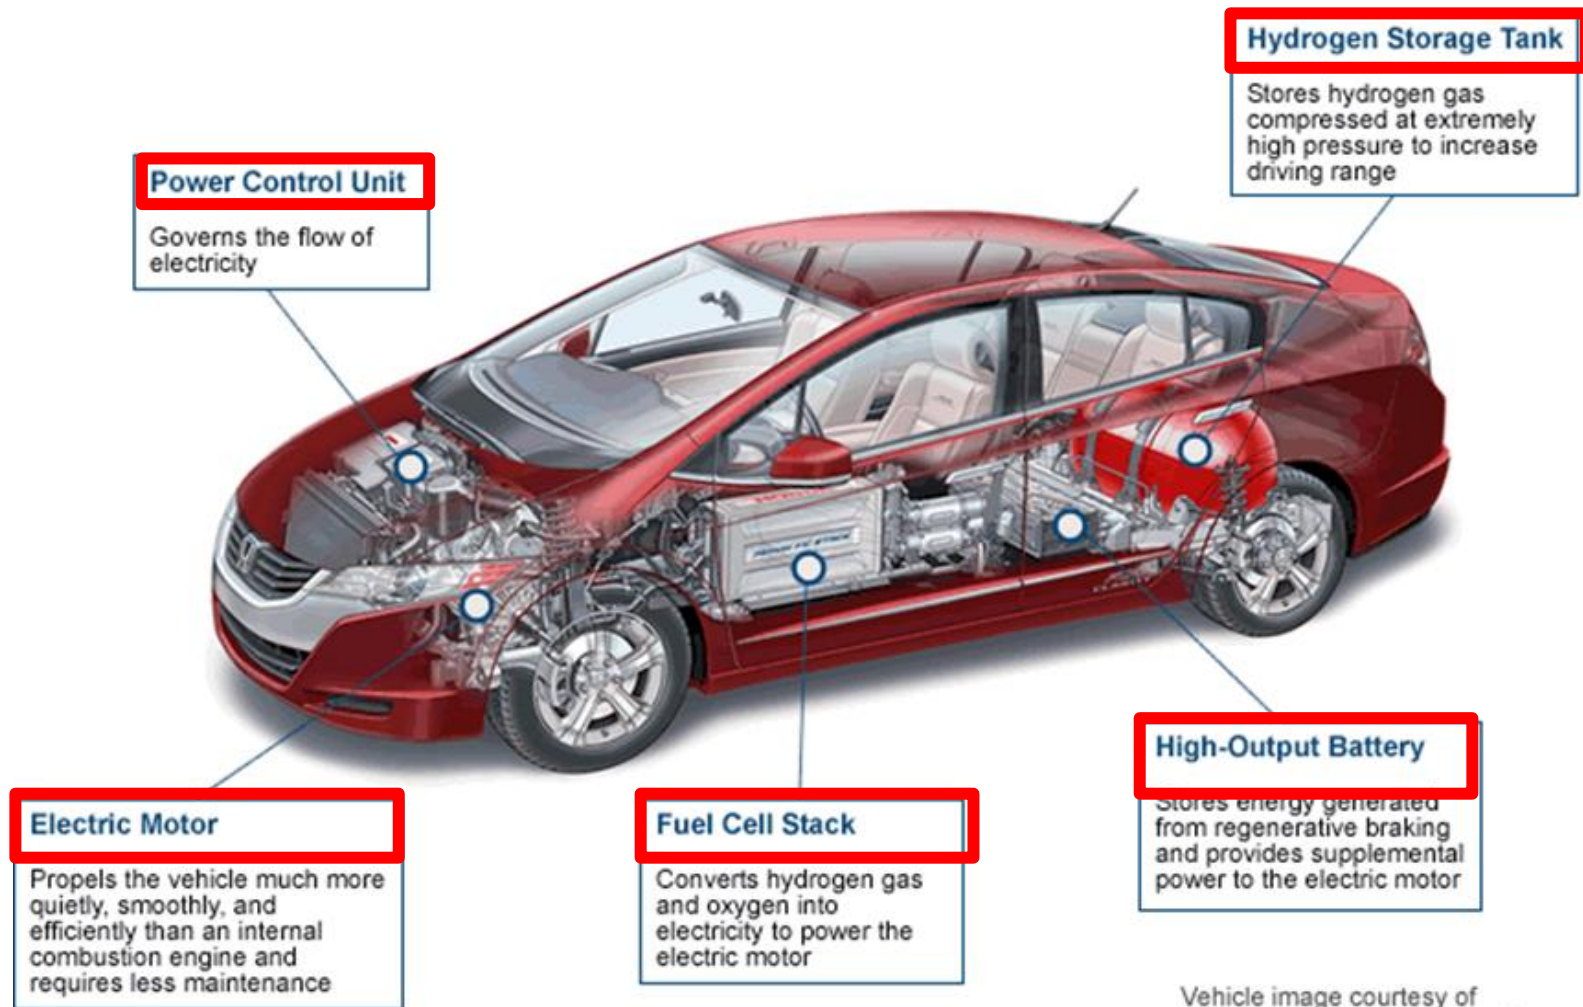 Hydrogen Storage Tank
Stores hydrogen gas
compressed at extremely
high pressure to increase
driving range
Power Control Unit
Governs the flow of
electricity
High-Output Battery
Stores energy generated
from regenerative braking
and provides supplemental
power to the electric motor
Electric Motor
Propels the vehicle much more
quietly, smoothly, and
efficiently than an internal
combustion engine and
requires less maintenance
Fuel Cell Stack
Converts hydrogen gas
and oxygen into
electricity to power the
electric motor
Vehicle image courtesy of